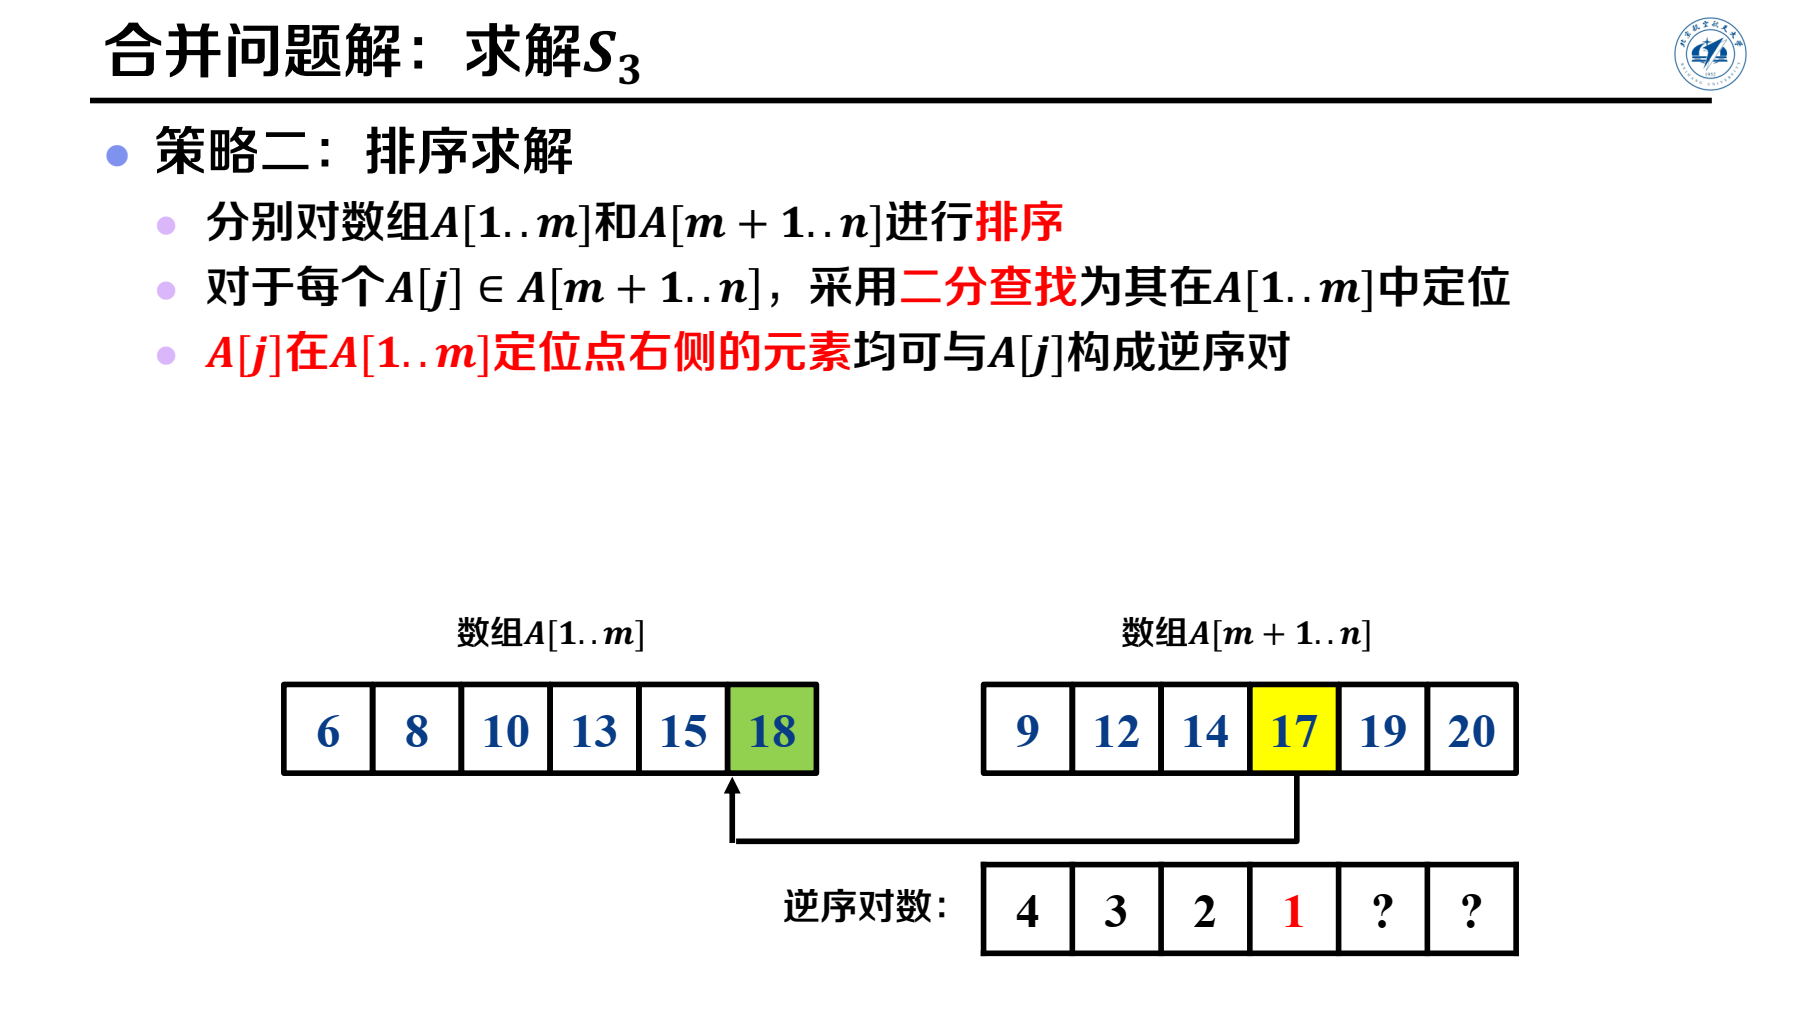 合并问题解：求解S₃
策略二：排序求解
分别对数组A[1..m]和A[m + 1..n]进行排序
对于每个A[j] ∈ A[m + 1..n]，采用二分查找为其在A[1..m]中定位
A[j]在A[1..m]定位点右侧的元素均可与A[j]构成逆序对
数组A[1..m]
数组A[m + 1..n]
6 8 10 13 15 18
9 12 14 17 19 20
逆序对数：
4 3 2 1 ? ?